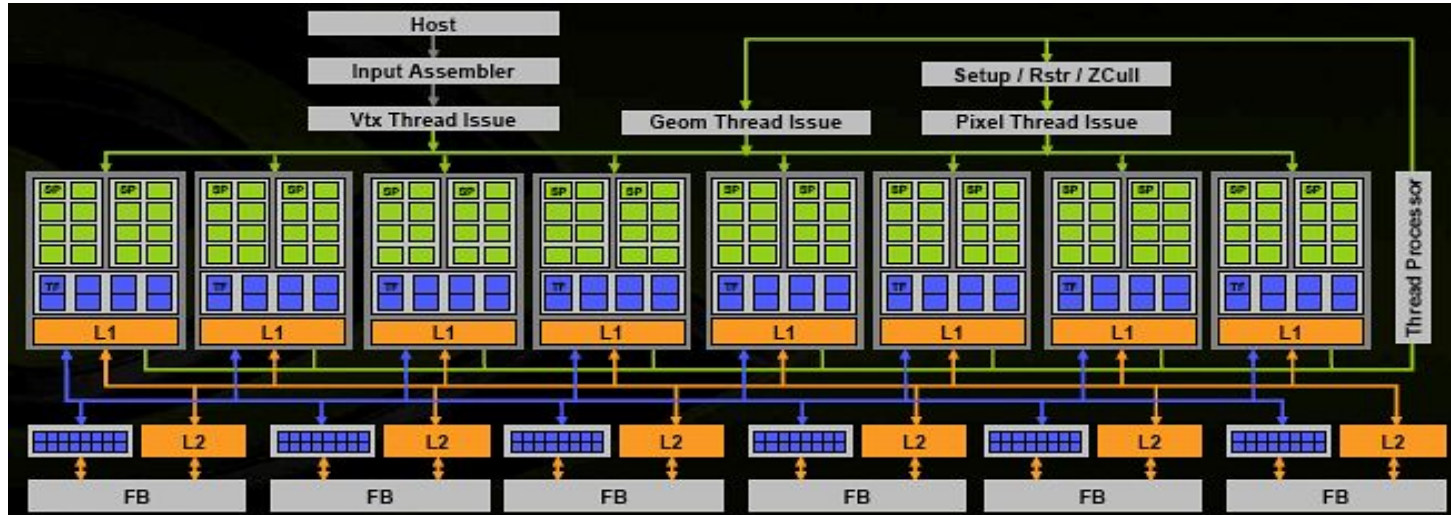 Host
Input Assembler
Setup / Rstr / ZCull
Vtx Thread Issue
Geom Thread Issue
Pixel Thread Issue
SP SP SP SP SP SP SP SP SP SP SP SP SP SP SP SP
Thread Processor
TF TF TF TF TF TF TF TF
L1 L1 L1 L1 L1 L1 L1 L1
L2 L2 L2 L2 L2 L2
FB FB FB FB FB FB